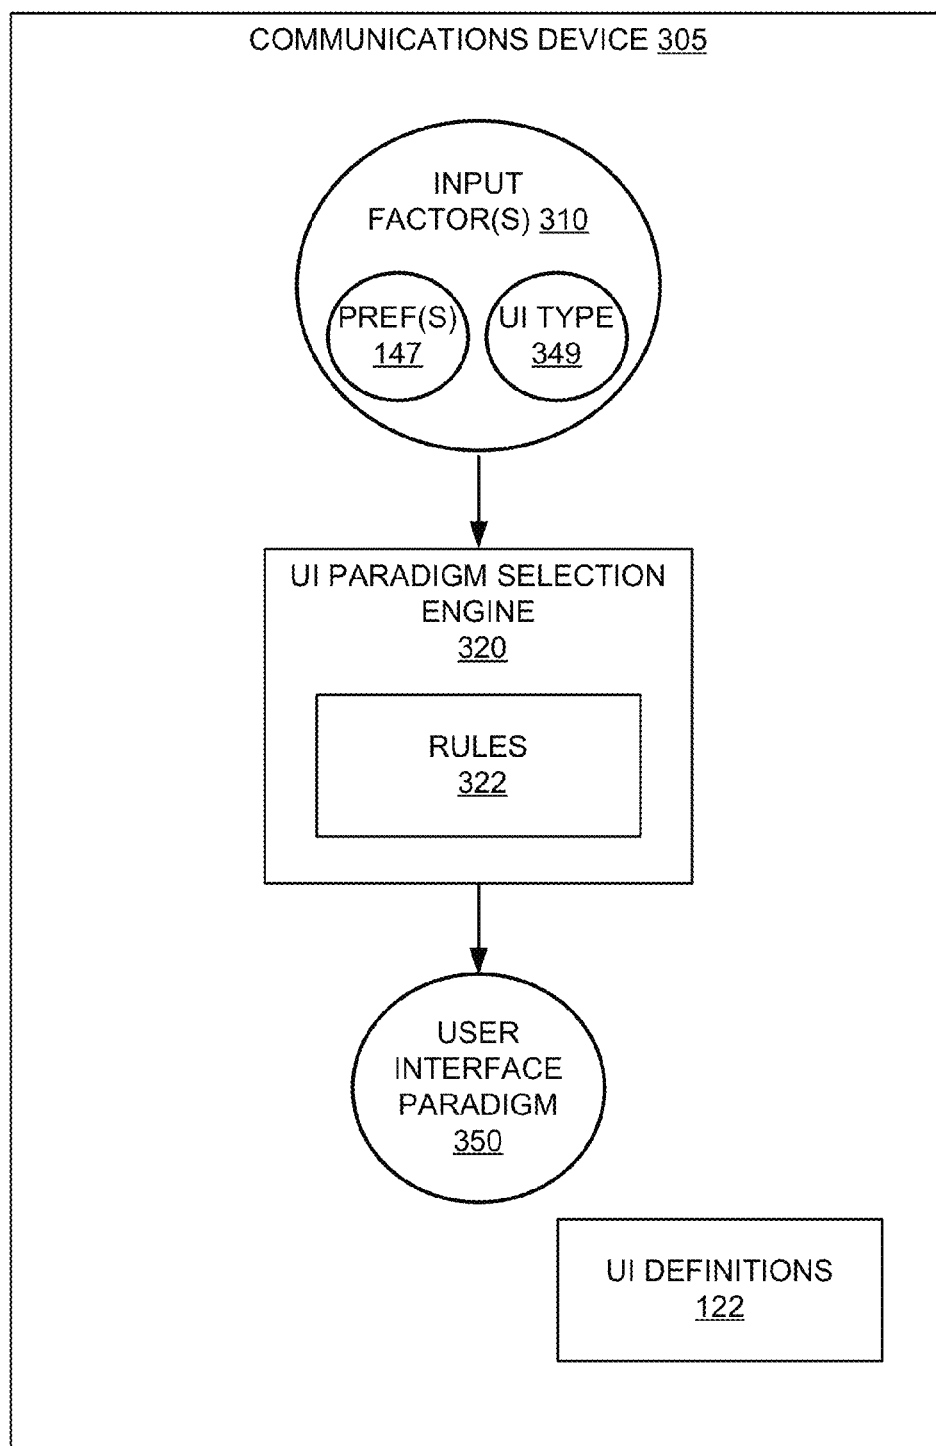 COMMUNICATIONS DEVICE 305
INPUT
FACTOR(S) 310
PREF(S)
147
UI TYPE
349
UI PARADIGM SELECTION
ENGINE
320
RULES
322
USER
INTERFACE
PARADIGM
350
UI DEFINITIONS
122